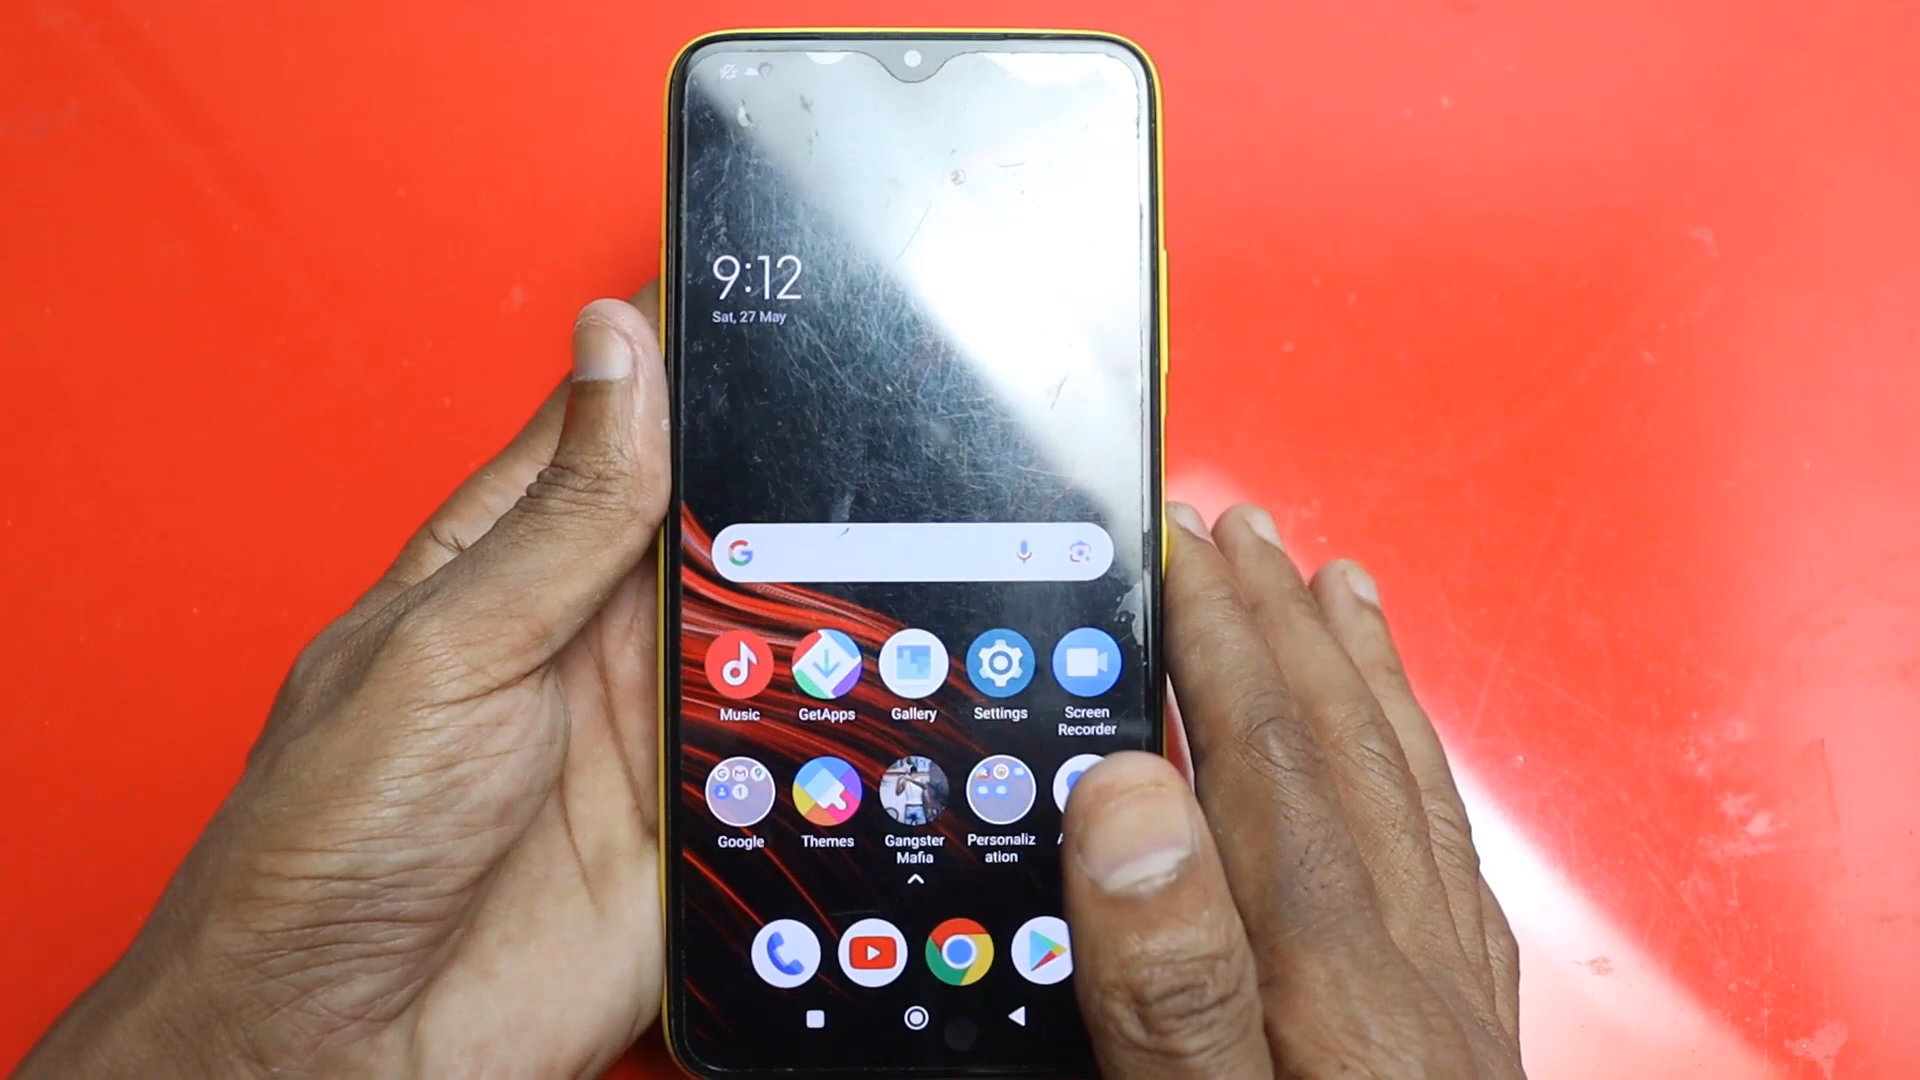 9:12
Sat, 27 May
G
Music
GetApps
Gallery
Settings
Screen
Recorder
Google
Themes
Gangster
Mafia
Personaliz
ation